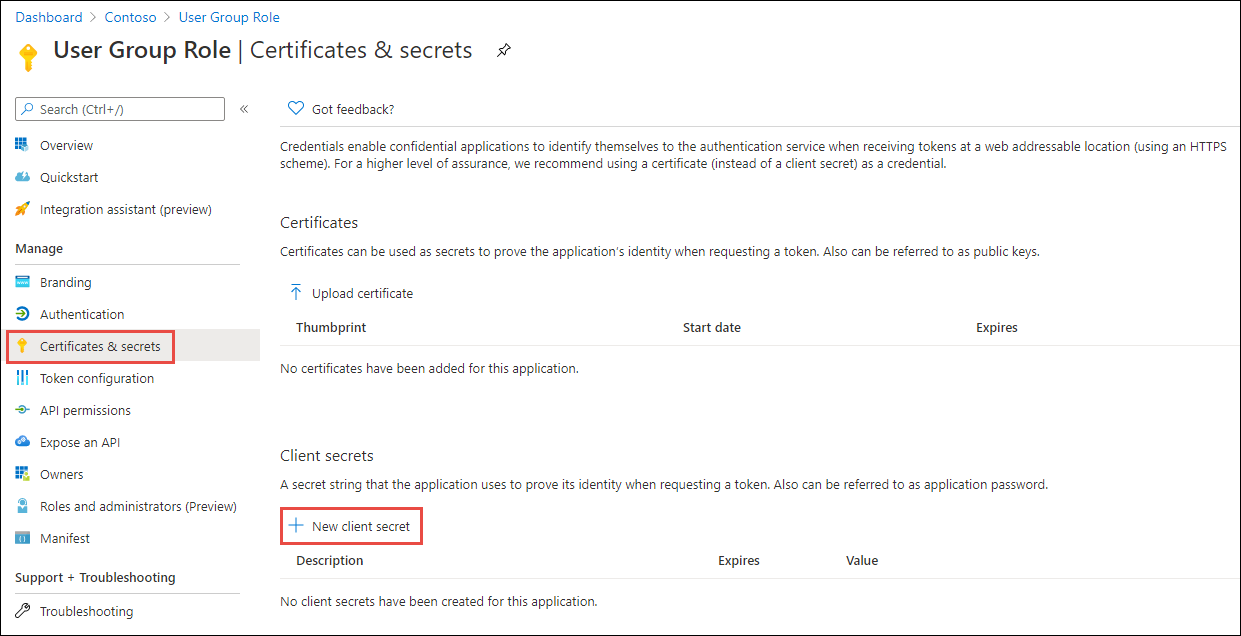 Dashboard > Contoso > User Group Role
User Group Role | Certificates & secrets
Search (Ctrl+/)
«
Overview
Quickstart
Integration assistant (preview)
Manage
Branding
Authentication
Certificates & secrets
Token configuration
API permissions
Expose an API
Owners
Roles and administrators (Preview)
Manifest
Support + Troubleshooting
Troubleshooting
Got feedback?
Credentials enable confidential applications to identify themselves to the authentication service when receiving tokens at a web addressable location (using an HTTPS
scheme). For a higher level of assurance, we recommend using a certificate (instead of a client secret) as a credential.
Certificates
Certificates can be used as secrets to prove the application's identity when requesting a token. Also can be referred to as public keys.
Upload certificate
Thumbprint Start date Expires
No certificates have been added for this application.
Client secrets
A secret string that the application uses to prove its identity when requesting a token. Also can be referred to as application password.
New client secret
Description Expires Value
No client secrets have been created for this application.